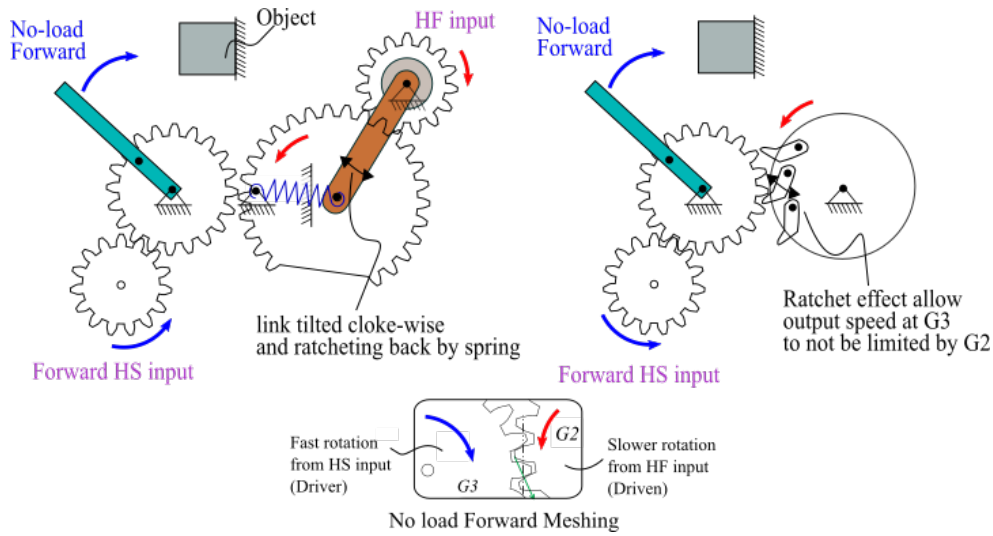 No-load
Forward
Object
HF input
link tilted cloke-wise
and ratcheting back by spring
Forward HS input
No-load
Forward
Ratchet effect allow
output speed at G3
to not be limited by G2
Forward HS input
Fast rotation
from HS input
(Driver)
G3
G2
Slower rotation
from HF input
(Driven)
No load Forward Meshing